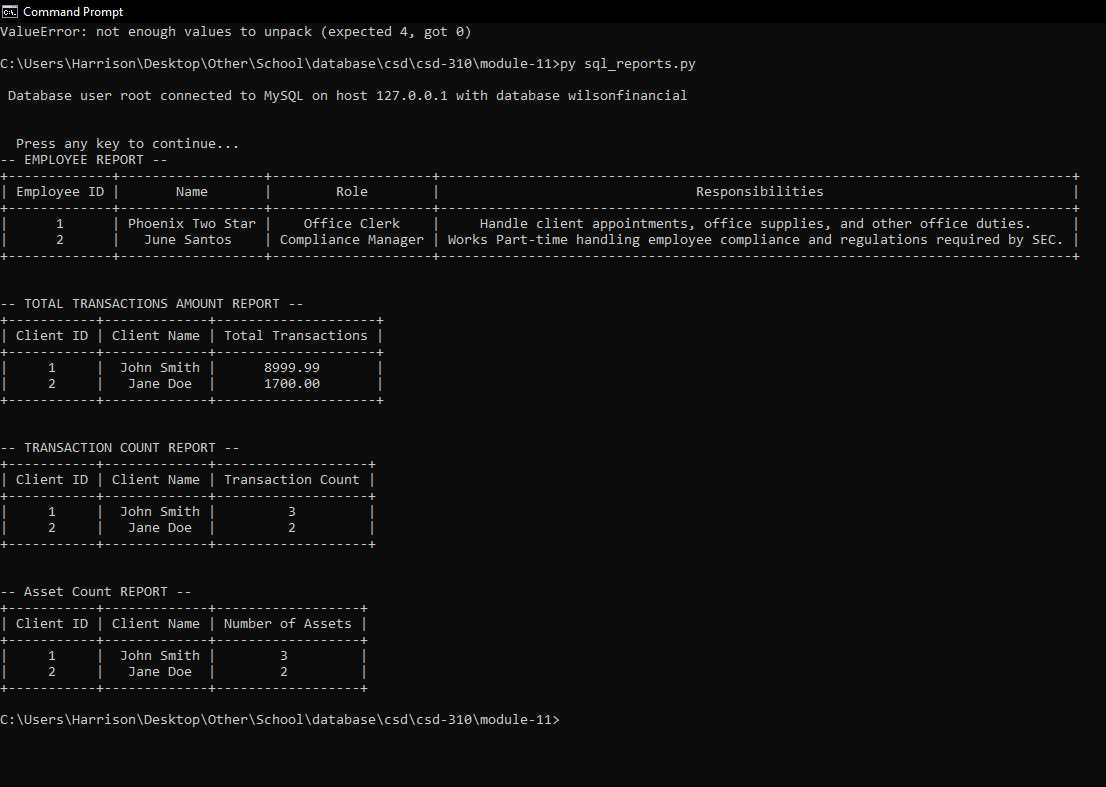 Command Prompt
ValueError: not enough values to unpack (expected 4, got 0)
C:\Users\Harrison\Desktop\Other\School\database\csd\csd-310\module-11>py sql_reports.py
Database user root connected to MySQL on host 127.0.0.1 with database wilsonfinancial
Press any key to continue...
-- EMPLOYEE REPORT --
+-------------+------------------+--------------------+-------------------------------------------------------------------------------+
| Employee ID |       Name       |        Role        |                                Responsibilities                               |
+-------------+------------------+--------------------+-------------------------------------------------------------------------------+
|      1      | Phoenix Two Star |    Office Clerk    |     Handle client appointments, office supplies, and other office duties.     |
|      2      |   June Santos    | Compliance Manager | Works Part-time handling employee compliance and regulations required by SEC. |
+-------------+------------------+--------------------+-------------------------------------------------------------------------------+
-- TOTAL TRANSACTIONS AMOUNT REPORT --
+-----------+-------------+--------------------+
| Client ID | Client Name | Total Transactions |
+-----------+-------------+--------------------+
|     1     |  John Smith |      8999.99       |
|     2     |   Jane Doe  |      1700.00       |
+-----------+-------------+--------------------+
-- TRANSACTION COUNT REPORT --
+-----------+-------------+-------------------+
| Client ID | Client Name | Transaction Count |
+-----------+-------------+-------------------+
|     1     |  John Smith |         3         |
|     2     |   Jane Doe  |         2         |
+-----------+-------------+-------------------+
-- Asset Count REPORT --
+-----------+-------------+------------------+
| Client ID | Client Name | Number of Assets |
+-----------+-------------+------------------+
|     1     |  John Smith |        3         |
|     2     |   Jane Doe  |        2         |
+-----------+-------------+------------------+
C:\Users\Harrison\Desktop\Other\School\database\csd\csd-310\module-11>